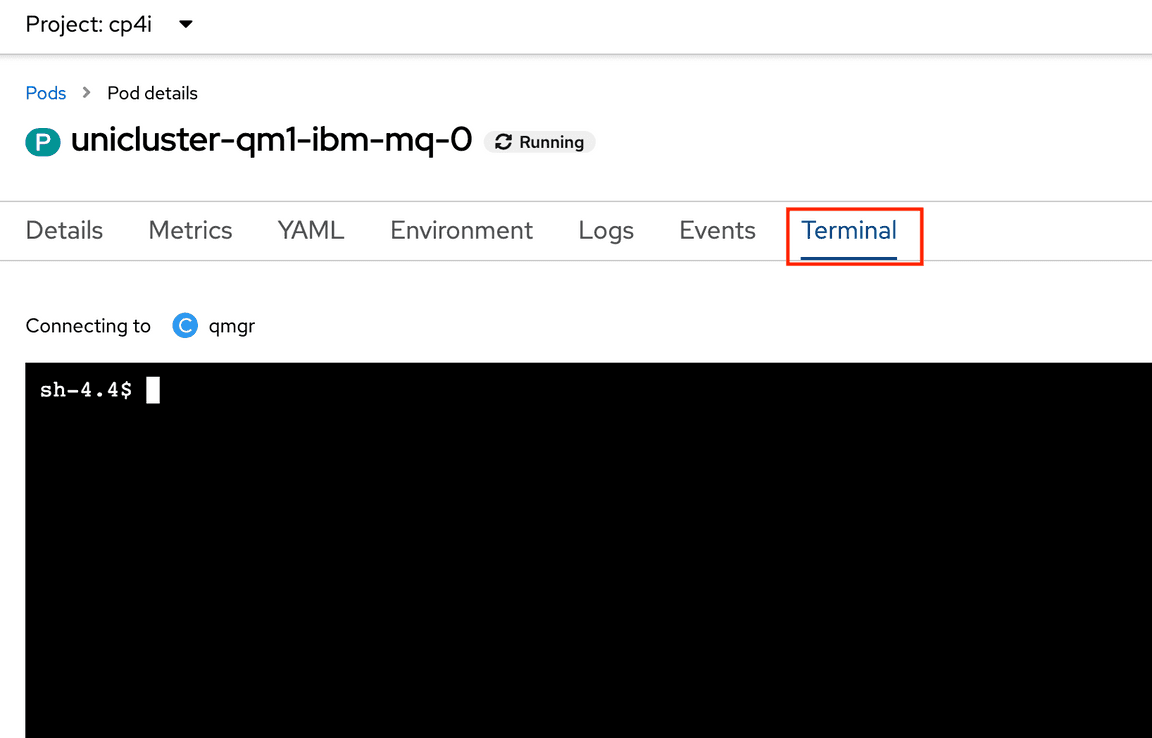 Project: cp4i
Pods > Pod details
P unicluster-qm1-ibm-mq-0 Running
Details Metrics YAML Environment Logs Events Terminal
Connecting to C qmgr
sh-4.4$